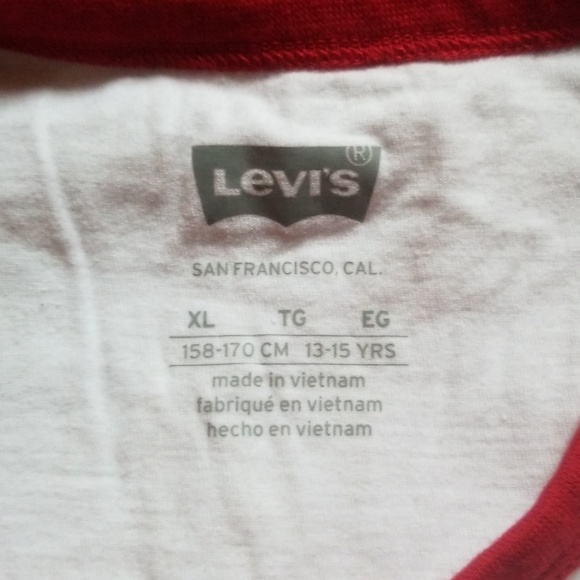 Levi's®
SAN FRANCISCO, CAL.
XL TG EG
158-170 CM 13-15 YRS
made in vietnam
fabriqué en vietnam
hecho en vietnam